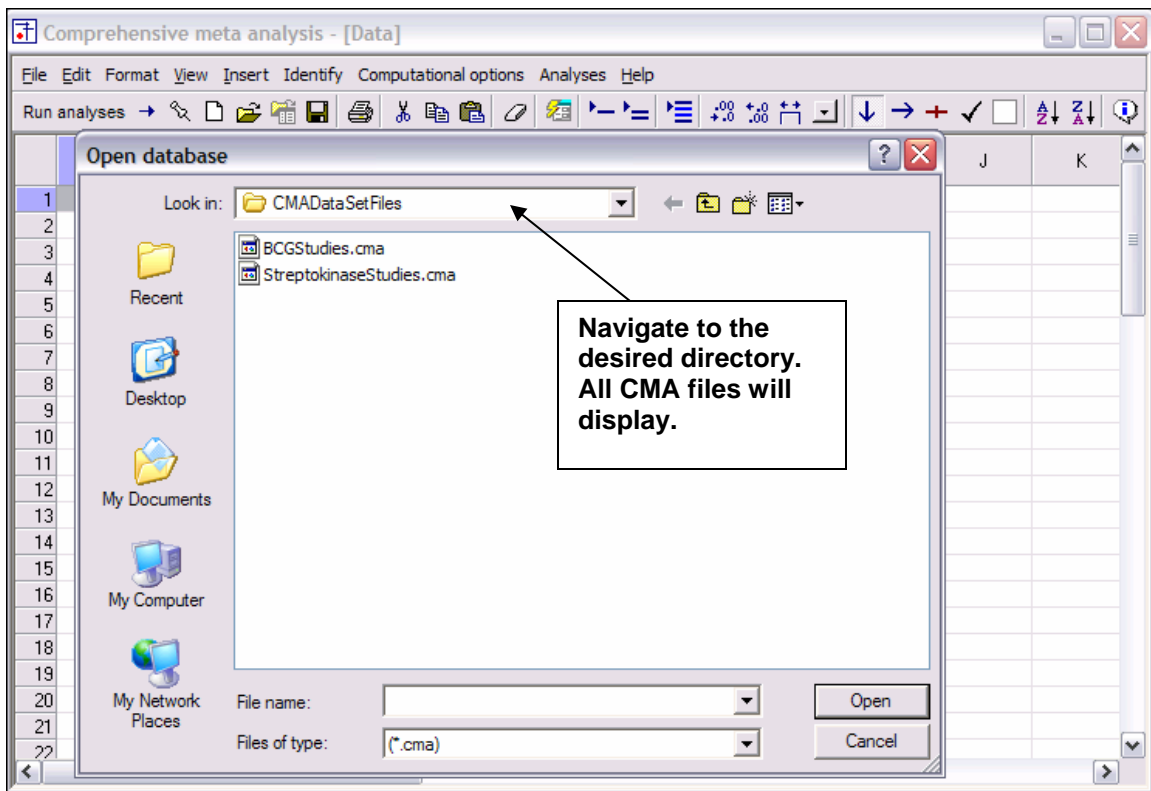 Comprehensive meta analysis - [Data]
File Edit Format View Insert Identify Computational options Analyses Help
Run analyses
Open database
J K
Look in: CMADataSetFiles
BCGStudies.cma
StreptokinaseStudies.cma
Recent
Desktop
My Documents
My Computer
My Network
Places
Navigate to the
desired directory.
All CMA files will
display.
File name: Open
Files of type: (*.cma) Cancel
1
2
3
4
5
6
7
8
9
10
11
12
13
14
15
16
17
18
19
20
21
22